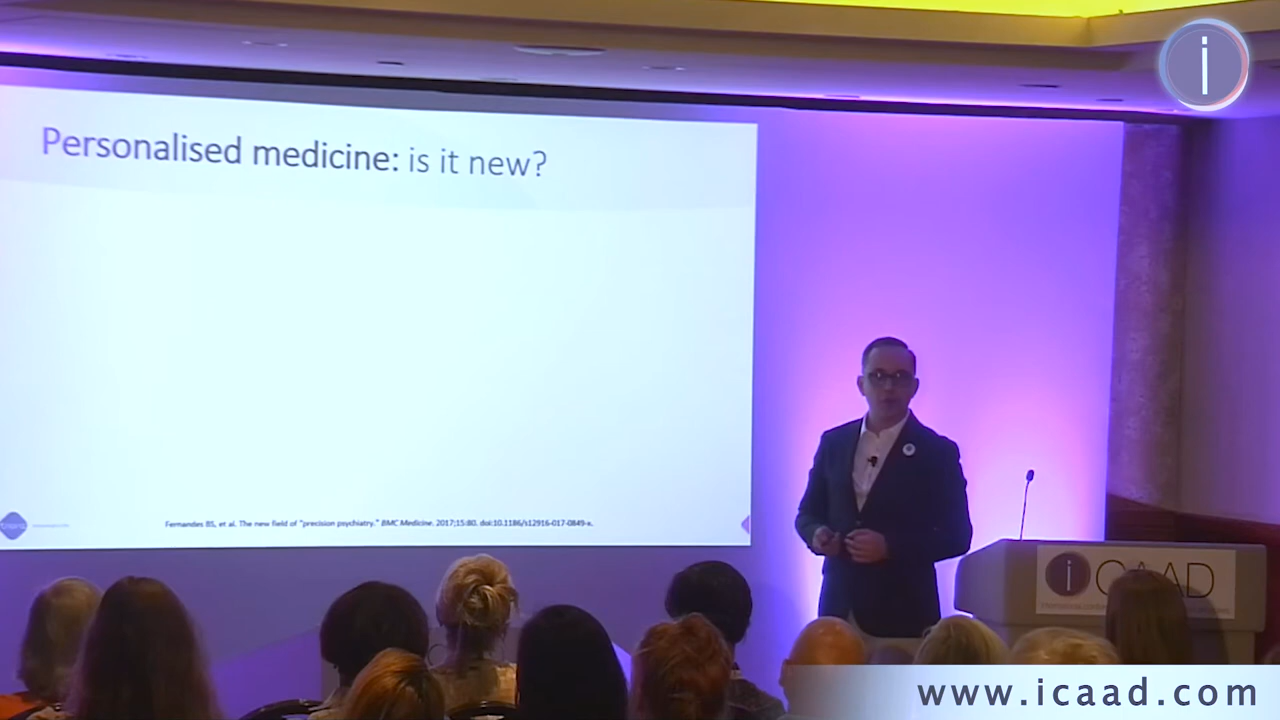 i
Personalised medicine: is it new?
Fernandes BS, et al. The new field of "precision psychiatry." BMC Medicine. 2017;15:80. doi:10.1186/s12916-017-0849-x.
iCAAD
www.icaad.com